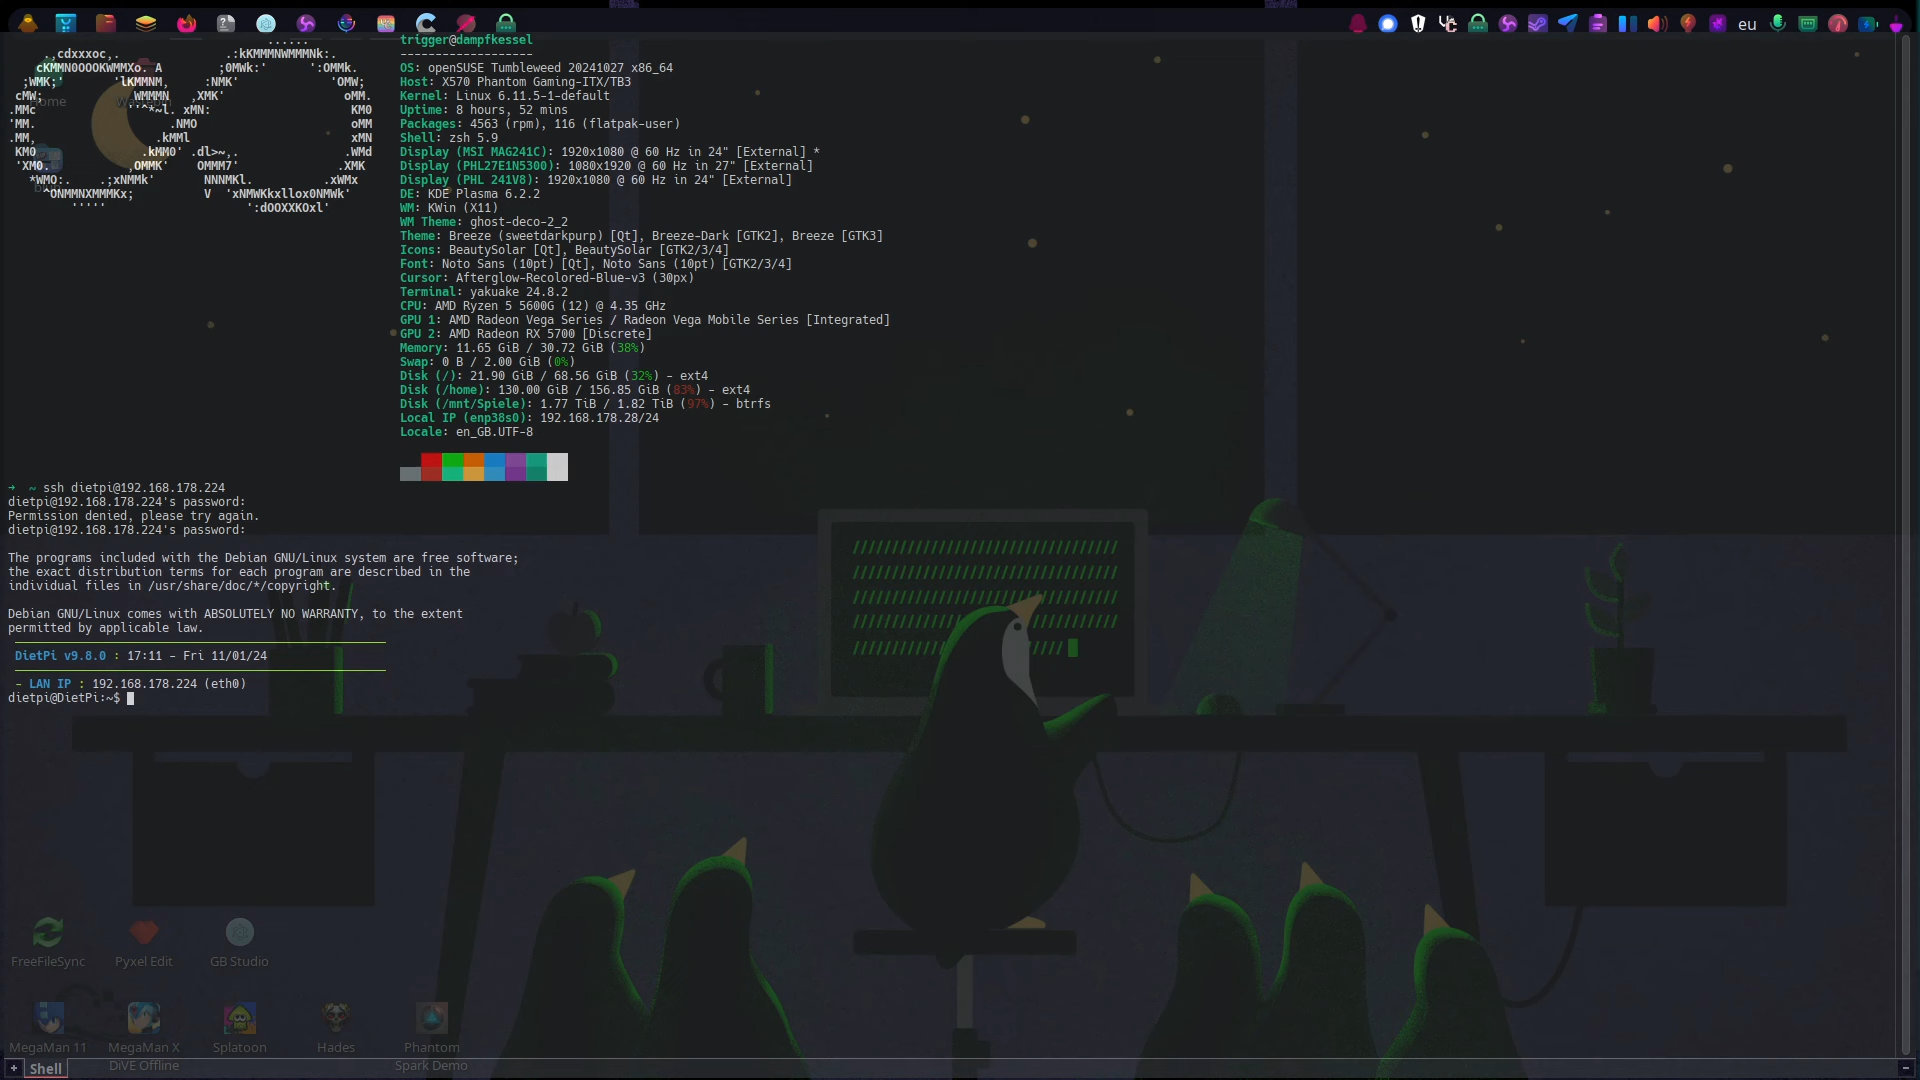 eu
trigger@dampfkessel
-------------------
OS: openSUSE Tumbleweed 20241027 x86_64
Host: X570 Phantom Gaming-ITX/TB3
Kernel: Linux 6.11.5-1-default
Uptime: 8 hours, 52 mins
Packages: 4563 (rpm), 116 (flatpak-user)
Shell: zsh 5.9
Display (MSI MAG241C): 1920x1080 @ 60 Hz in 24" [External] *
Display (PHL27E1N5300): 1080x1920 @ 60 Hz in 27" [External]
Display (PHL 241V8): 1920x1080 @ 60 Hz in 24" [External]
DE: KDE Plasma 6.2.2
WM: KWin (X11)
WM Theme: ghost-deco-2_2
Theme: Breeze (sweetdarkpurp) [Qt], Breeze-Dark [GTK2], Breeze [GTK3]
Icons: BeautySolar [Qt], BeautySolar [GTK2/3/4]
Font: Noto Sans (10pt) [Qt], Noto Sans (10pt) [GTK2/3/4]
Cursor: Afterglow-Recolored-Blue-v3 (30px)
Terminal: yakuake 24.8.2
CPU: AMD Ryzen 5 5600G (12) @ 4.35 GHz
GPU 1: AMD Radeon Vega Series / Radeon Vega Mobile Series [Integrated]
GPU 2: AMD Radeon RX 5700 [Discrete]
Memory: 11.65 GiB / 30.72 GiB (38%)
Swap: 0 B / 2.00 GiB (0%)
Disk (/): 21.90 GiB / 68.56 GiB (32%) - ext4
Disk (/home): 130.00 GiB / 156.85 GiB (83%) - ext4
Disk (/mnt/Spiele): 1.77 TiB / 1.82 TiB (97%) - btrfs
Local IP (enp38s0): 192.168.178.28/24
Locale: en_GB.UTF-8
Home
➜  ~ ssh dietpi@192.168.178.224
dietpi@192.168.178.224's password:
Permission denied, please try again.
dietpi@192.168.178.224's password:
The programs included with the Debian GNU/Linux system are free software;
the exact distribution terms for each program are described in the
individual files in /usr/share/doc/*/copyright.
Debian GNU/Linux comes with ABSOLUTELY NO WARRANTY, to the extent
permitted by applicable law.
DietPi v9.8.0 : 17:11 - Fri 11/01/24
- LAN IP : 192.168.178.224 (eth0)
dietpi@DietPi:~$
FreeFileSync
Pyxel Edit
GB Studio
MegaMan 11
MegaMan X
DiVE Offline
Splatoon
Hades
Phantom
Spark Demo
+ Shell